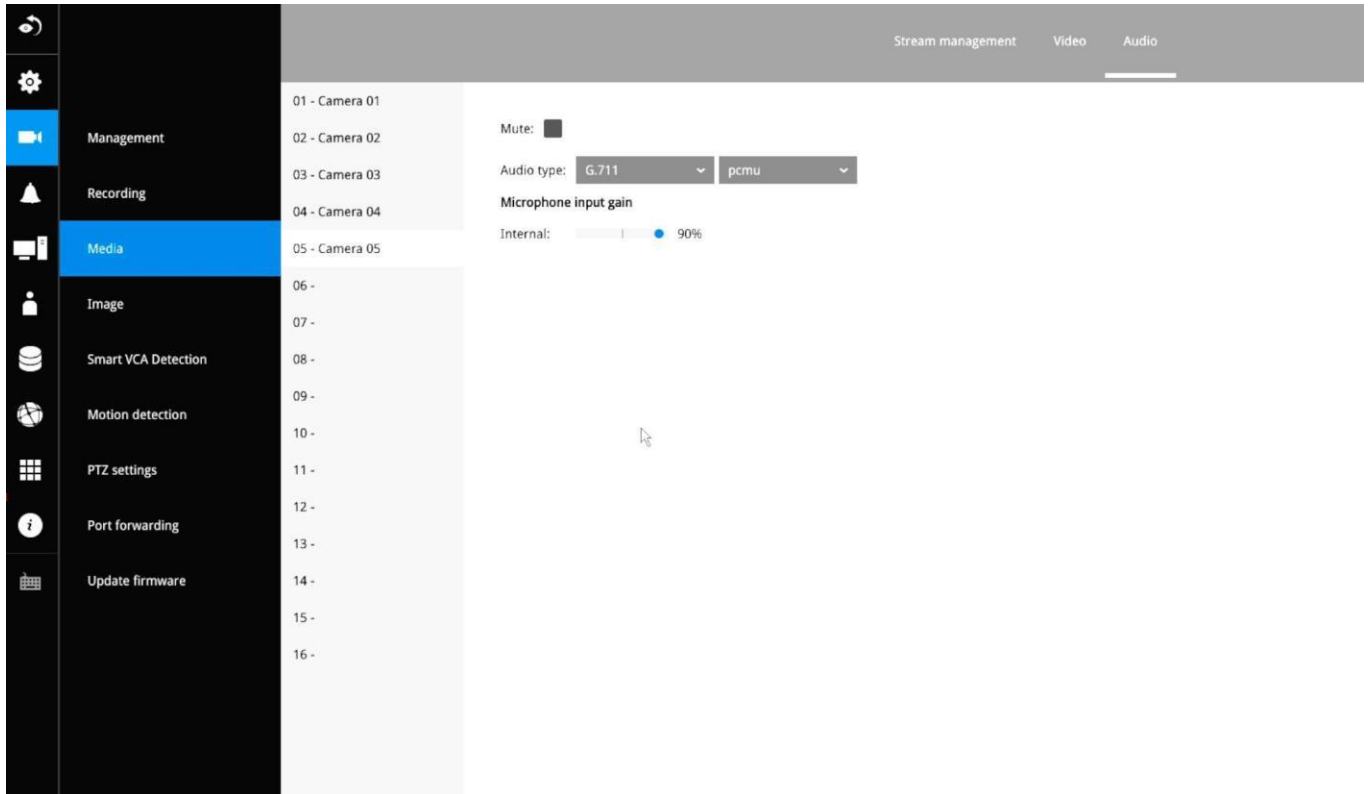 Stream management Video Audio
Management
Recording
Media
Image
Smart VCA Detection
Motion detection
PTZ settings
Port forwarding
Update firmware
01 - Camera 01
02 - Camera 02
03 - Camera 03
04 - Camera 04
05 - Camera 05
06 -
07 -
08 -
09 -
10 -
11 -
12 -
13 -
14 -
15 -
16 -
Mute:
Audio type: G.711 pcmu
Microphone input gain
Internal: 90%